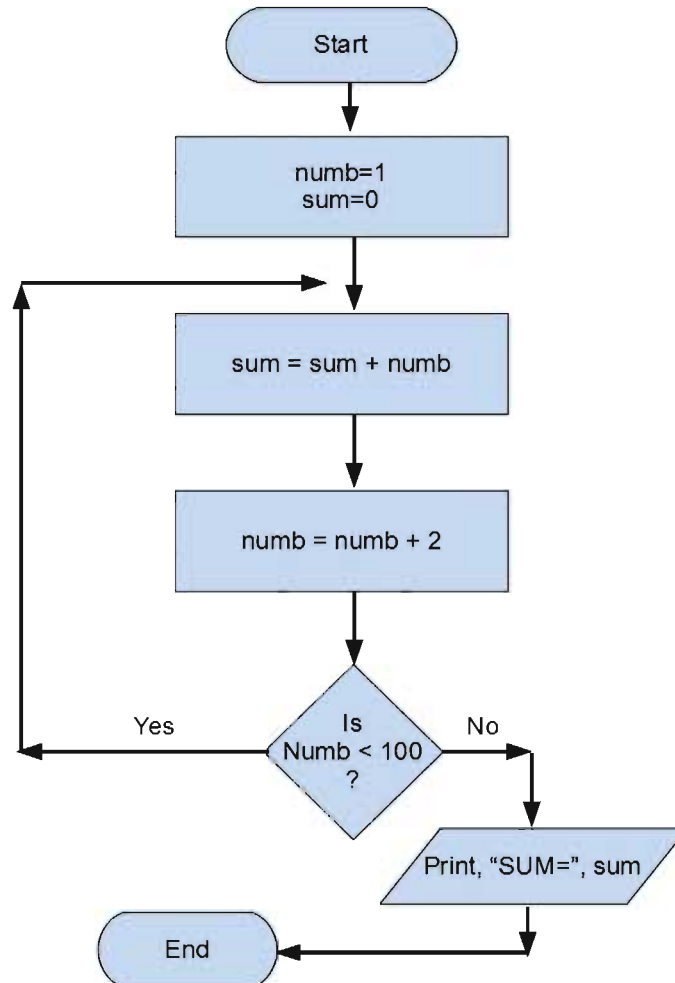 Start
numb=1
sum=0
sum = sum + numb
numb = numb + 2
Is
Numb < 100
?
Yes
No
Print, “SUM=”, sum
End